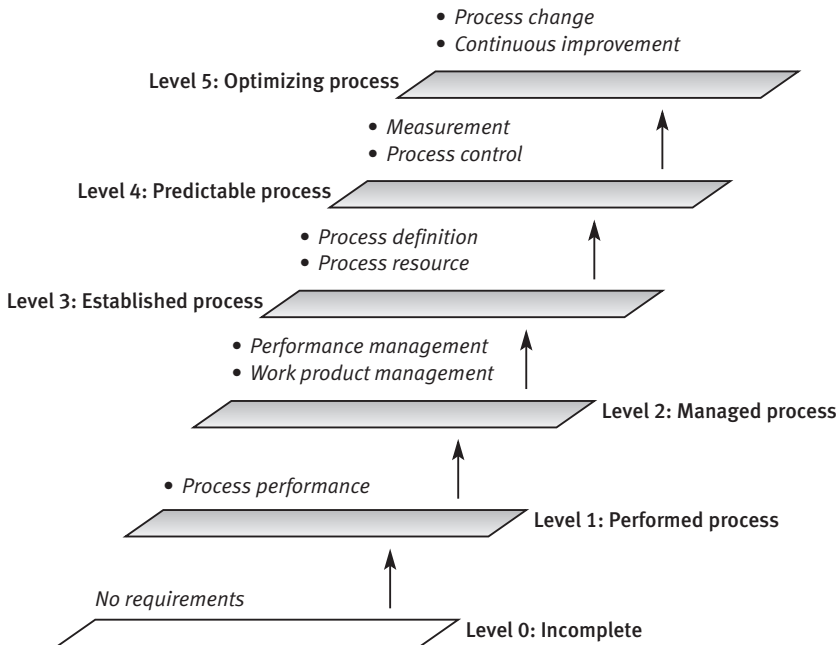 • Process change
• Continuous improvement
Level 5: Optimizing process
• Measurement
• Process control
Level 4: Predictable process
• Process definition
• Process resource
Level 3: Established process
• Performance management
• Work product management
Level 2: Managed process
• Process performance
Level 1: Performed process
No requirements
Level 0: Incomplete